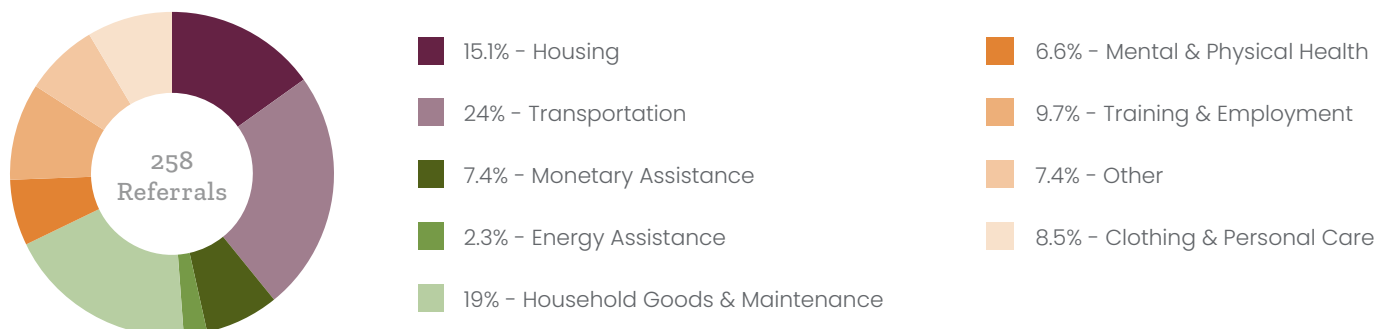 258
Referrals
15.1% - Housing
24% - Transportation
7.4% - Monetary Assistance
2.3% - Energy Assistance
19% - Household Goods & Maintenance
6.6% - Mental & Physical Health
9.7% - Training & Employment
7.4% - Other
8.5% - Clothing & Personal Care